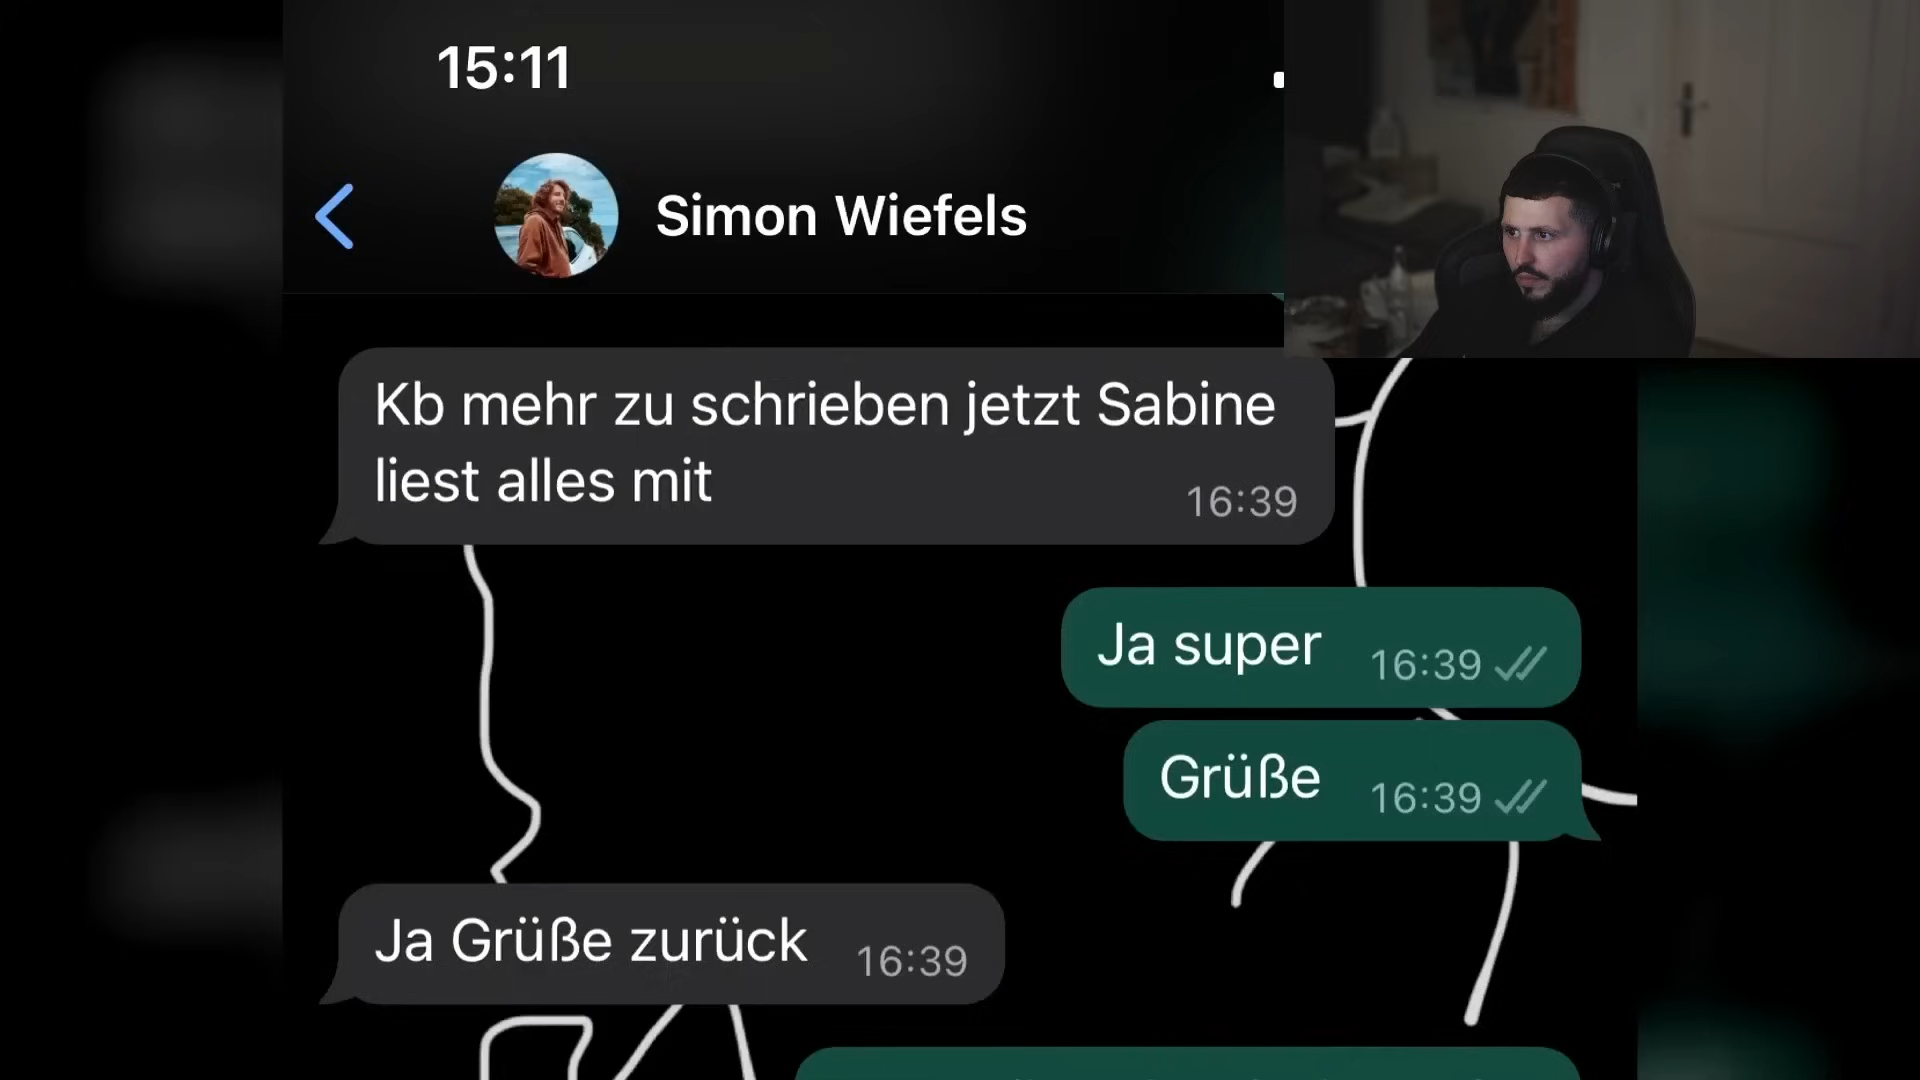 15:11
Simon Wiefels
Kb mehr zu schrieben jetzt Sabine
liest alles mit
16:39
Ja super 16:39
Grüße 16:39
Ja Grüße zurück 16:39